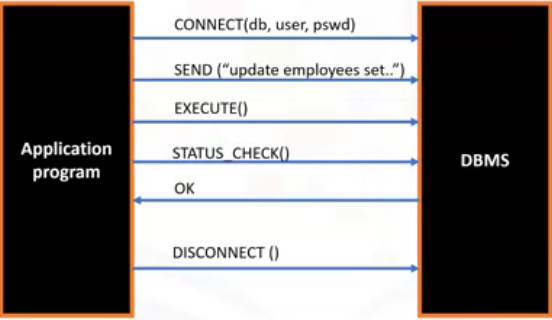 CONNECT(db, user, pswd)
SEND (“update employees set..”)
EXECUTE()
Application
program
STATUS_CHECK()
DBMS
OK
DISCONNECT ()